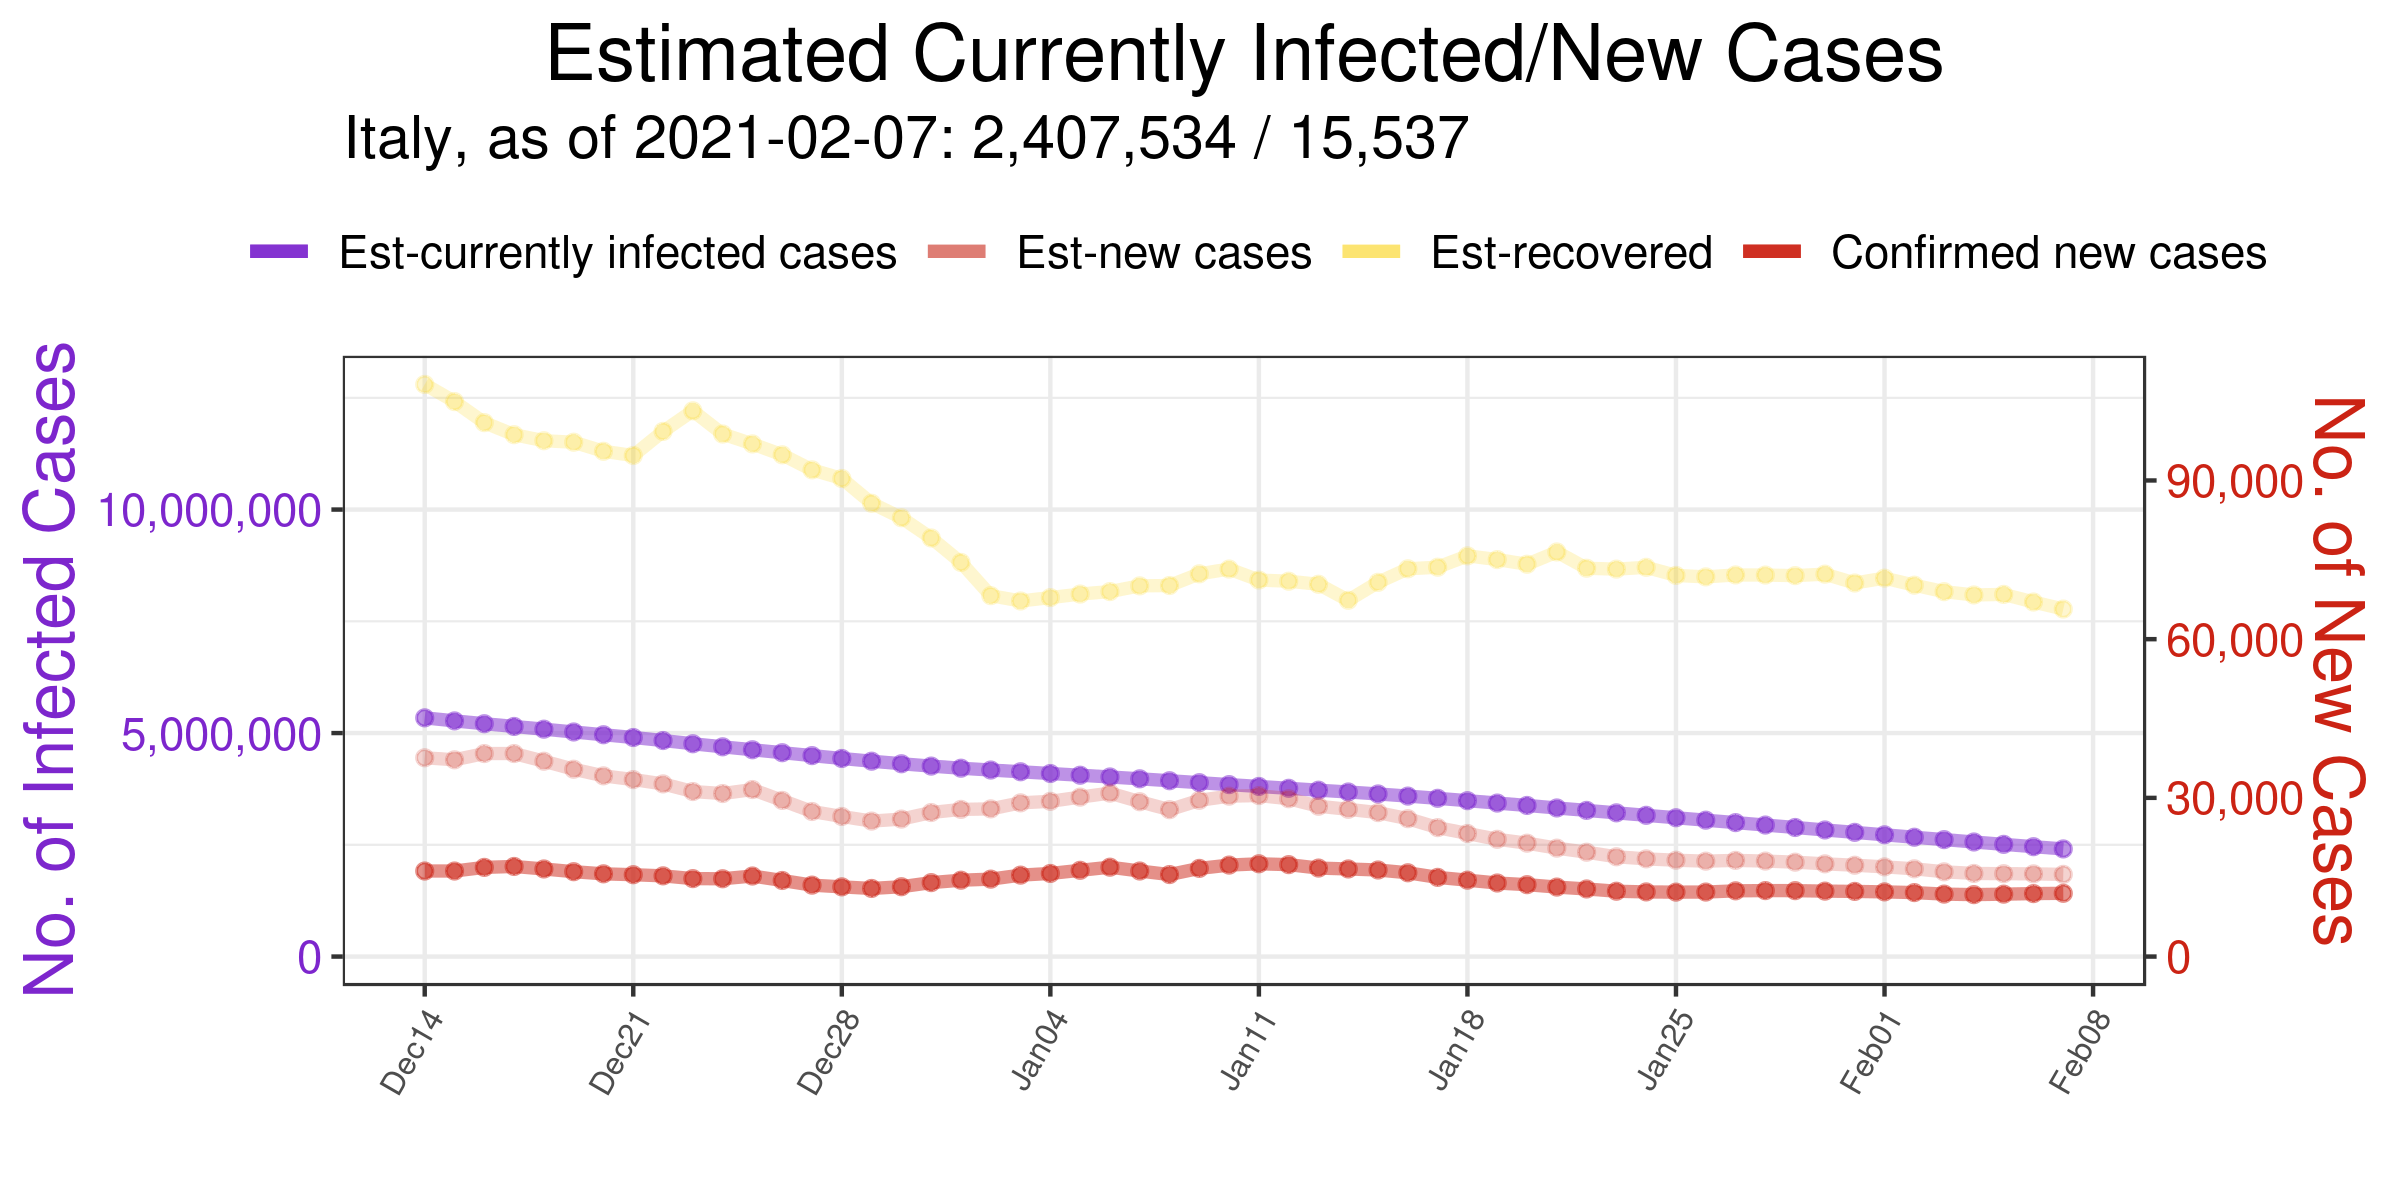 Estimated Currently Infected/New Cases
Italy, as of 2021-02-07: 2,407,534 / 15,537
Est-currently infected cases Est-new cases Est-recovered Confirmed new cases
No. of Infected Cases
10,000,000
5,000,000
0
90,000
60,000
30,000
0
No. of New Cases
Dec14 Dec21 Dec28 Jan04 Jan11 Jan18 Jan25 Feb01 Feb08